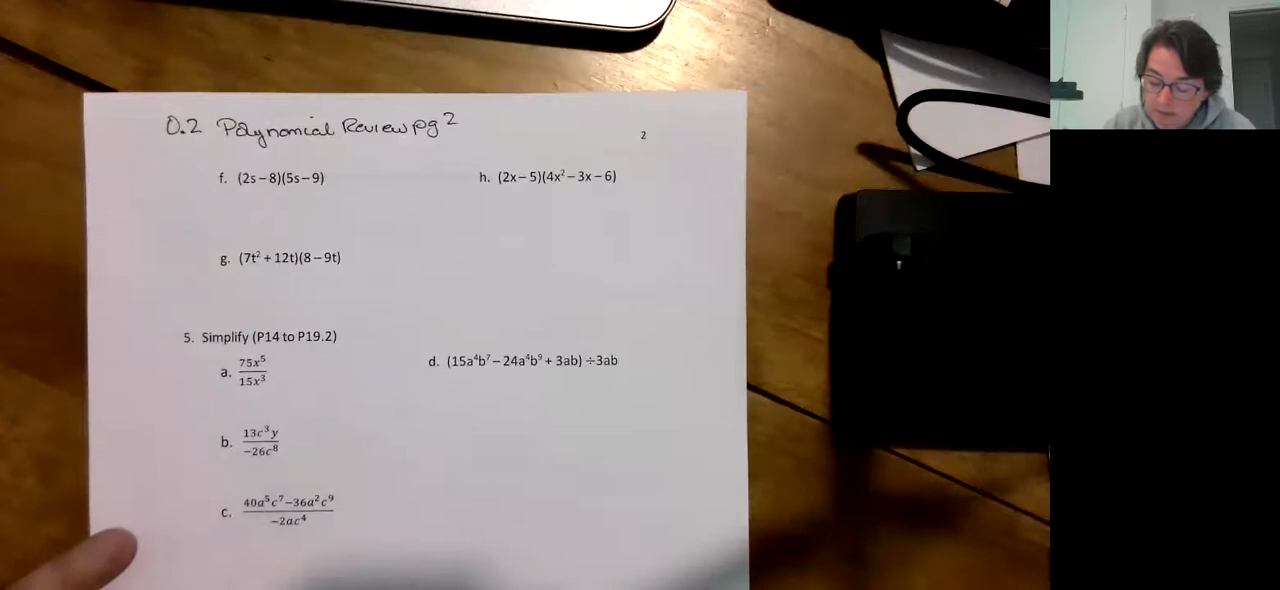 0.2 Polynomial Review pg 2
2
f. (2s – 8)(5s – 9)
h. (2x – 5)(4x² – 3x – 6)
g. (7t² + 12t)(8 – 9t)
5. Simplify (P14 to P19.2)
a. 75x⁵/15x³
d. (15a⁴b⁷ – 24a⁴b⁹ + 3ab) ÷3ab
b. 13c³y/−26c⁸
c. 40a⁵c⁷−36a²c⁹/−2ac⁴